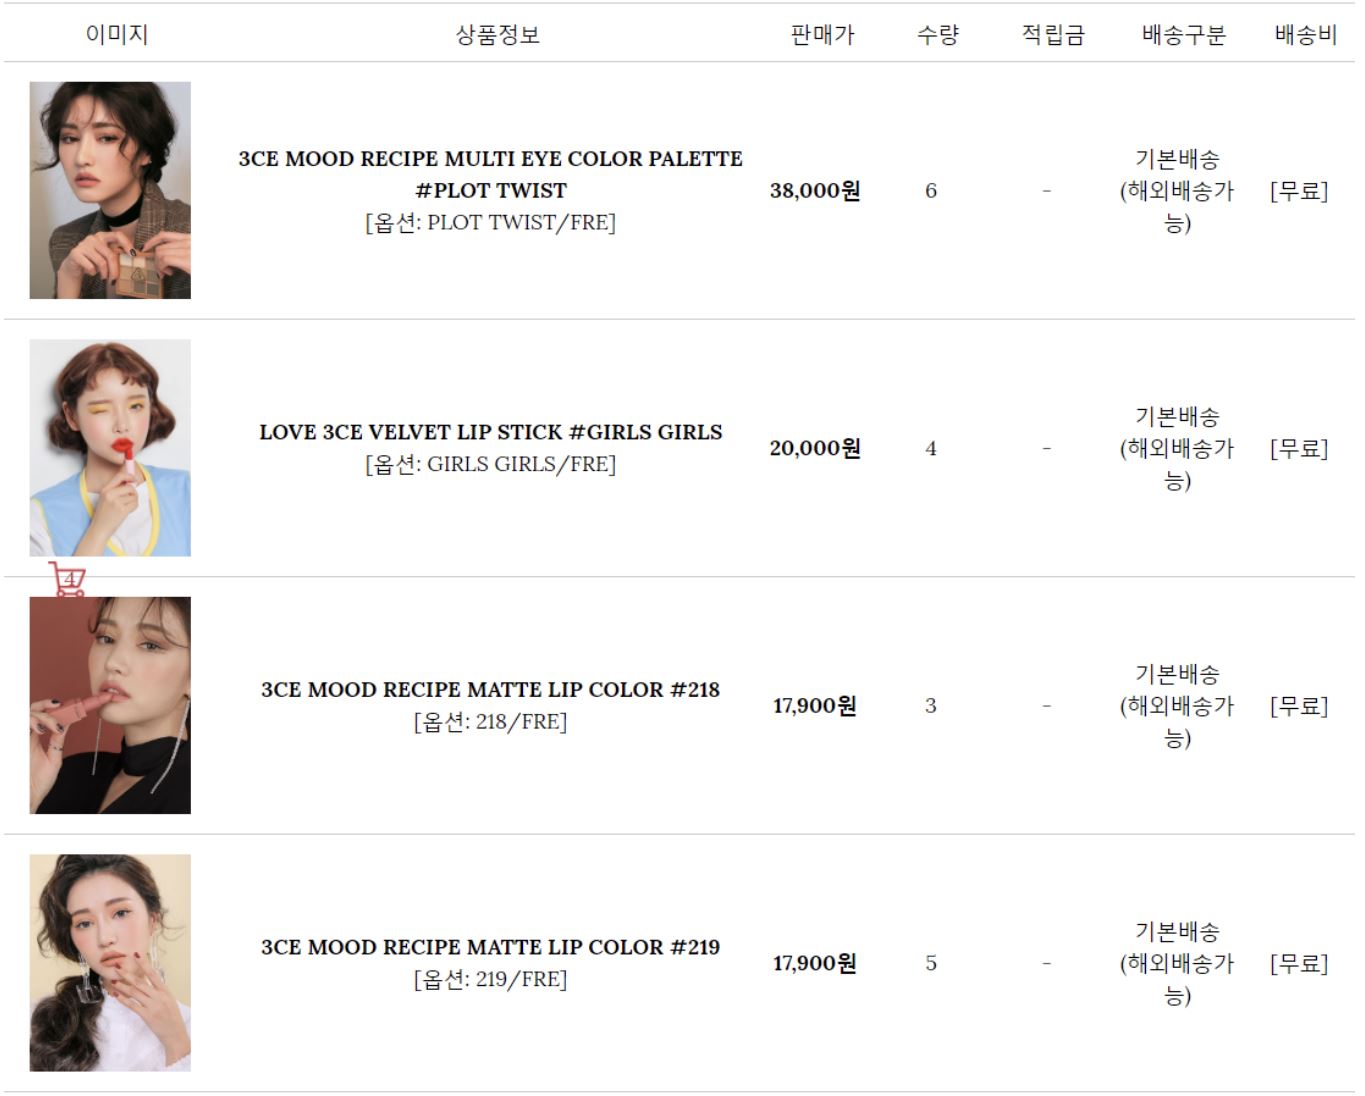 이미지 상품정보 판매가 수량 적립금 배송구분 배송비
3CE MOOD RECIPE MULTI EYE COLOR PALETTE
#PLOT TWIST
[옵션: PLOT TWIST/FRE]
38,000원
6
-
기본배송
(해외배송가
능)
[무료]
LOVE 3CE VELVET LIP STICK #GIRLS GIRLS
[옵션: GIRLS GIRLS/FRE]
20,000원
4
-
기본배송
(해외배송가
능)
[무료]
4
3CE MOOD RECIPE MATTE LIP COLOR #218
[옵션: 218/FRE]
17,900원
3
-
기본배송
(해외배송가
능)
[무료]
3CE MOOD RECIPE MATTE LIP COLOR #219
[옵션: 219/FRE]
17,900원
5
-
기본배송
(해외배송가
능)
[무료]